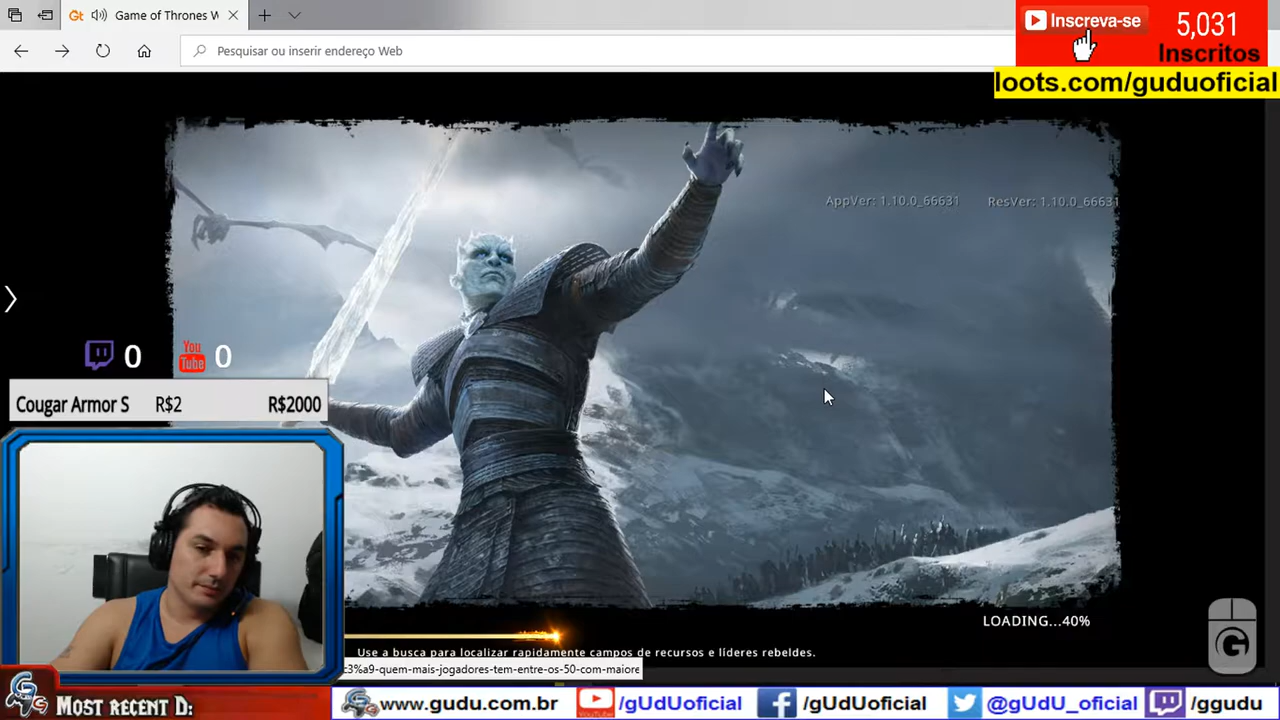 Gt Game of Thrones W
Pesquisar ou inserir endereço Web
Inscreva-se
5,031
Inscritos
loots.com/guduoficial
AppVer: 1.10.0_66631 ResVer: 1.10.0_66631
0 You Tube 0
Cougar Armor S R$2 R$2000
LOADING...40%
Use a busca para localizar rapidamente campos de recursos e líderes rebeldes.
c3%a9-quem-mais-jogadores-tem-entre-os-50-com-maiore
G
Most recent D:
www.gudu.com.br
/gUdUoficial
/gUdUoficial
@gUdU_oficial
/ggudu